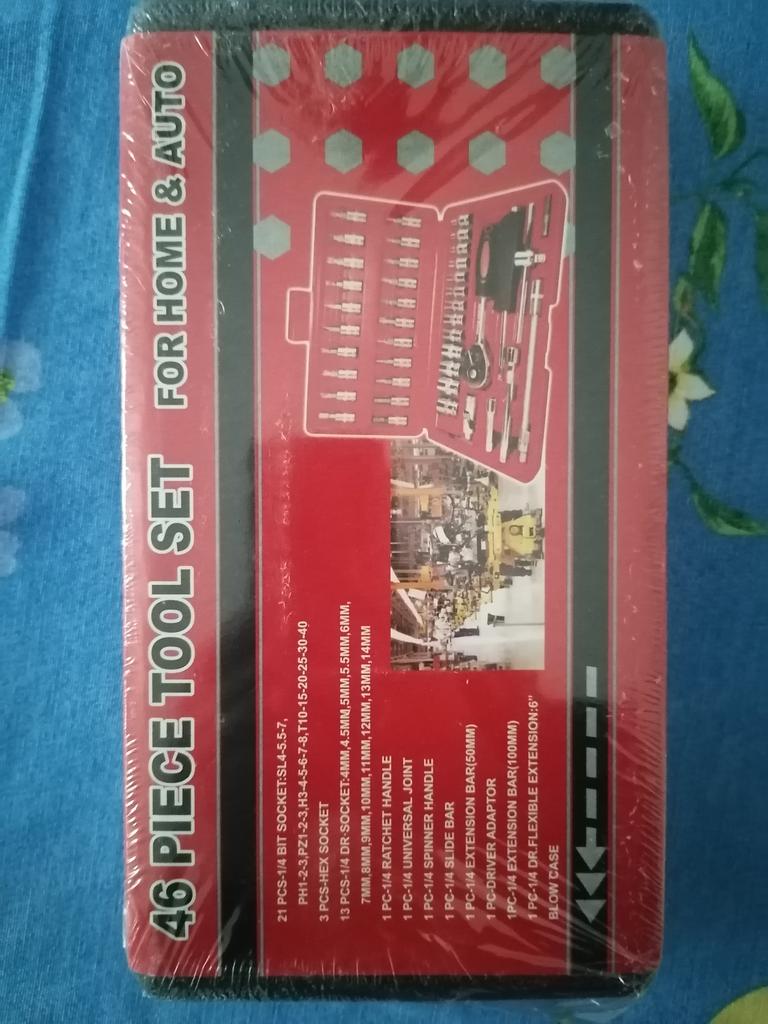 46 PIECE TOOL SET FOR HOME & AUTO
21 PCS-1/4 BIT SOCKET:SL4-5.5-7,
PH1-2-3,PZ1-2-3,H3-4-5-6-7-8,T10-15-20-25-30-40
3 PCS-HEX SOCKET
13 PCS-1/4 DR·SOCKET:4MM,4.5MM,5MM,5.5MM,6MM,
7MM,8MM,9MM,10MM,11MM,12MM,13MM,14MM
1 PC-1/4 RATCHET HANDLE
1 PC-1/4 UNIVERSAL JOINT
1 PC-1/4 SPINNER HANDLE
1 PC-1/4 SLIDE BAR
1 PC-1/4 EXTENSION BAR(50MM)
1 PC-DRIVER ADAPTOR
1PC-1/4 EXTENSION BAR(100MM)
1 PC-1/4 DR.FLEXIBLE EXTENSION:6"
BLOW CASE